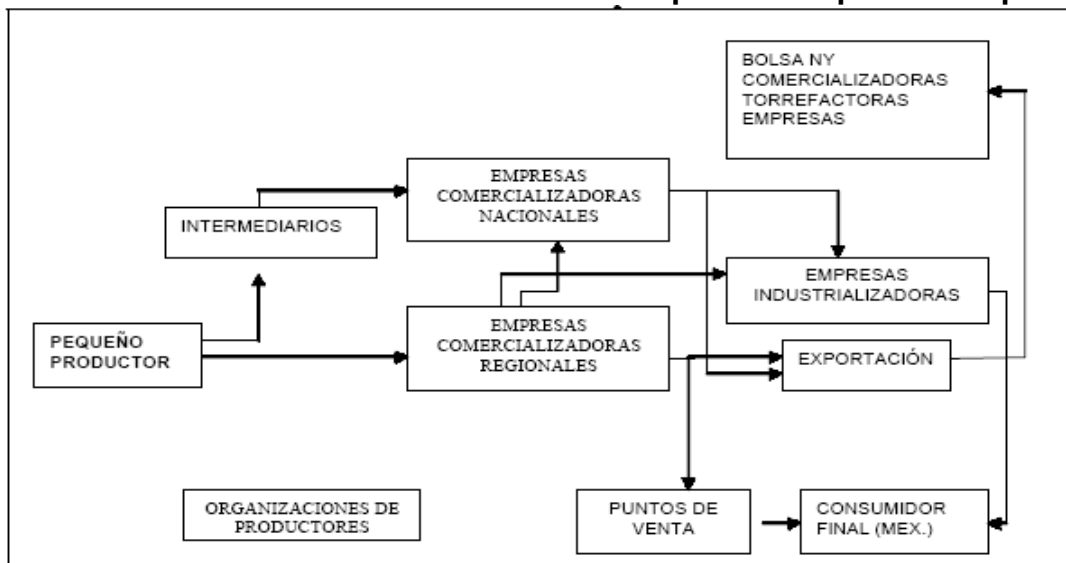 BOLSA NY
COMERCIALIZADORAS
TORREFACTORAS
EMPRESAS
EMPRESAS
COMERCIALIZADORAS
NACIONALES
INTERMEDIARIOS
EMPRESAS
INDUSTRIALIZADORAS
PEQUEÑO
PRODUCTOR
EMPRESAS
COMERCIALIZADORAS
REGIONALES
EXPORTACIÓN
ORGANIZACIONES DE
PRODUCTORES
PUNTOS DE
VENTA
CONSUMIDOR
FINAL (MEX.)